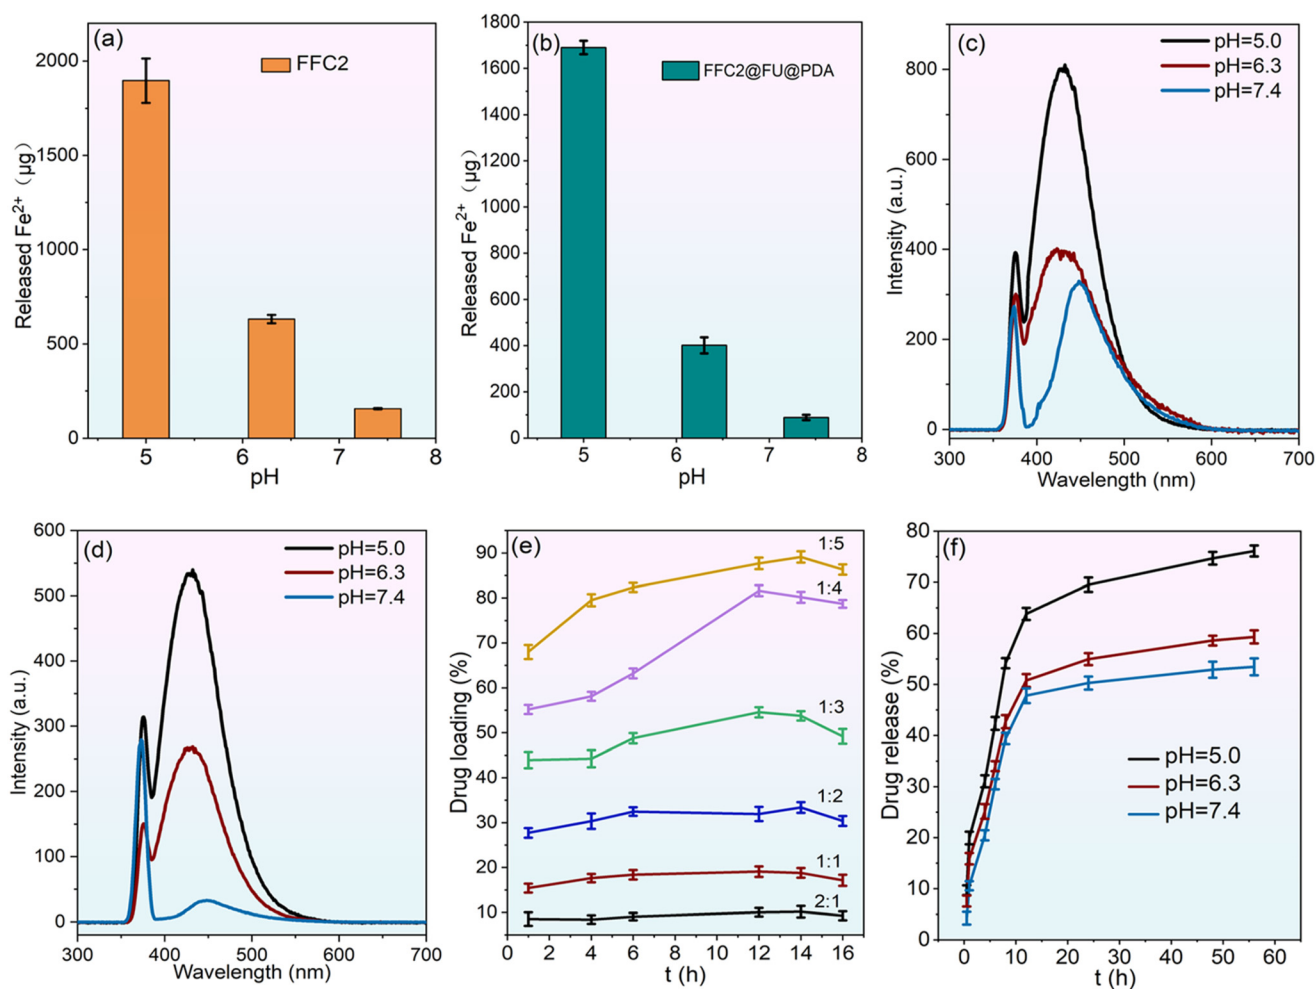 (a)
FFC2
Released Fe²⁺ (μg)
2000
1500
1000
500
0
5
6
7
8
pH
(b)
FFC2@FU@PDA
Released Fe²⁺ (μg)
1800
1600
1400
1200
1000
800
600
400
200
0
5
6
7
8
pH
(c)
pH=5.0
pH=6.3
pH=7.4
Intensity (a.u.)
800
600
400
200
0
300
400
500
600
700
Wavelength (nm)
(d)
pH=5.0
pH=6.3
pH=7.4
Intensity (a.u.)
600
500
400
300
200
100
0
300
400
500
600
700
Wavelength (nm)
(e)
1:5
1:4
1:3
1:2
1:1
2:1
Drug loading (%)
90
80
70
60
50
40
30
20
10
0
2
4
6
8
10
12
14
16
t (h)
(f)
pH=5.0
pH=6.3
pH=7.4
Drug release (%)
80
70
60
50
40
30
20
10
0
0
10
20
30
40
50
60
t (h)